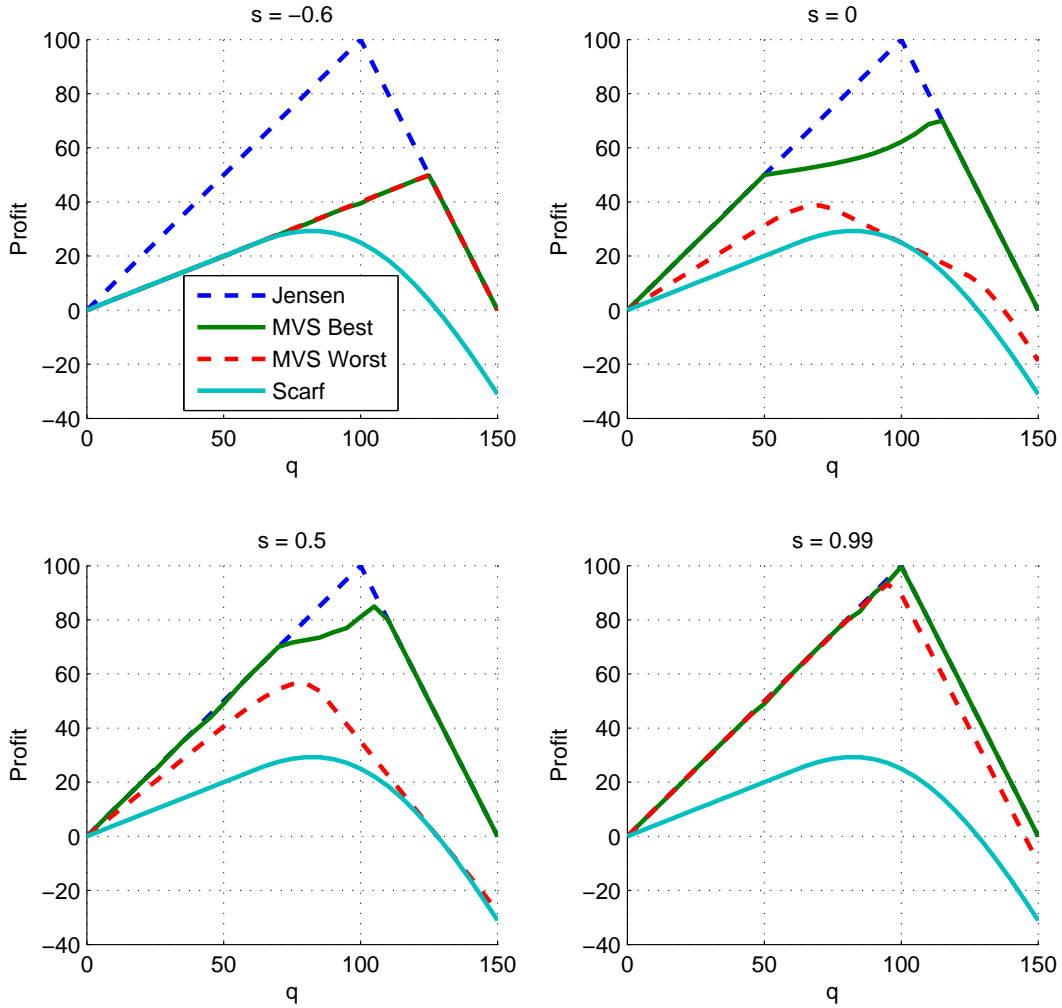 s = −0.6
100
80
60
40
20
0
−20
−40
Profit
0 50 100 150
q
Jensen
MVS Best
MVS Worst
Scarf
s = 0
100
80
60
40
20
0
−20
−40
Profit
0 50 100 150
q
s = 0.5
100
80
60
40
20
0
−20
−40
Profit
0 50 100 150
q
s = 0.99
100
80
60
40
20
0
−20
−40
Profit
0 50 100 150
q